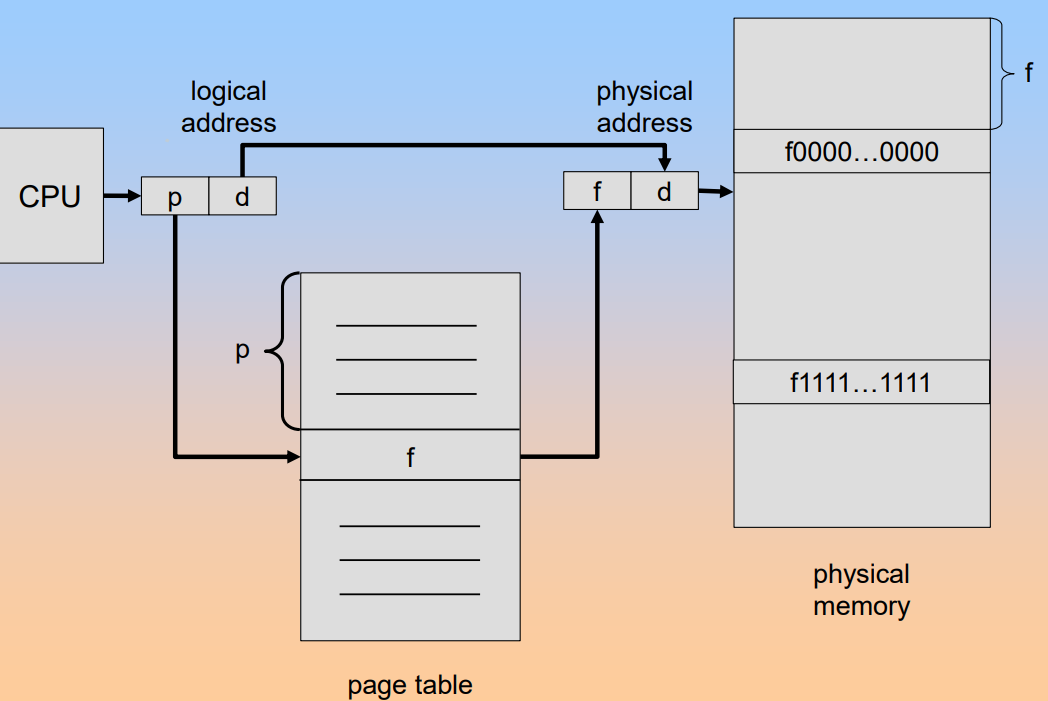 logical
address
physical
address
f
CPU
p
d
f
d
f0000…0000
p
f
f1111…1111
physical
memory
page table